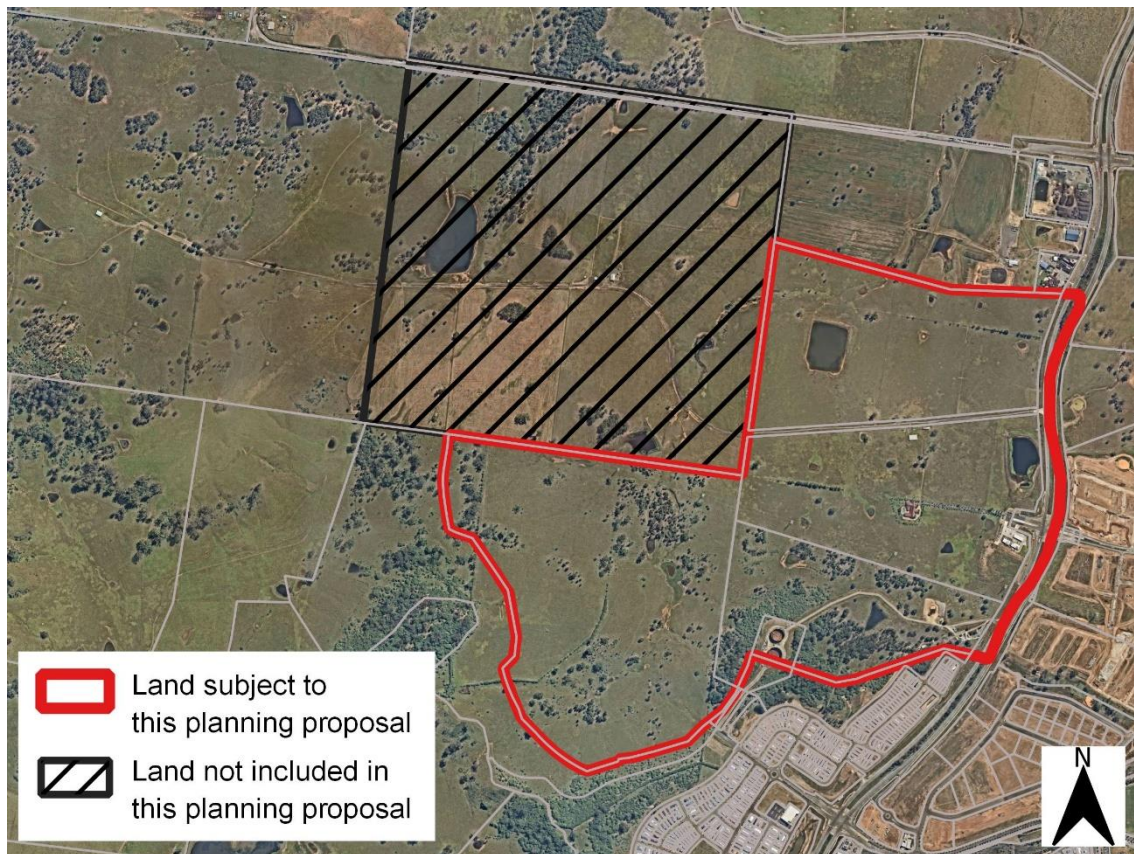 Land subject to
this planning proposal
Land not included in
this planning proposal
N